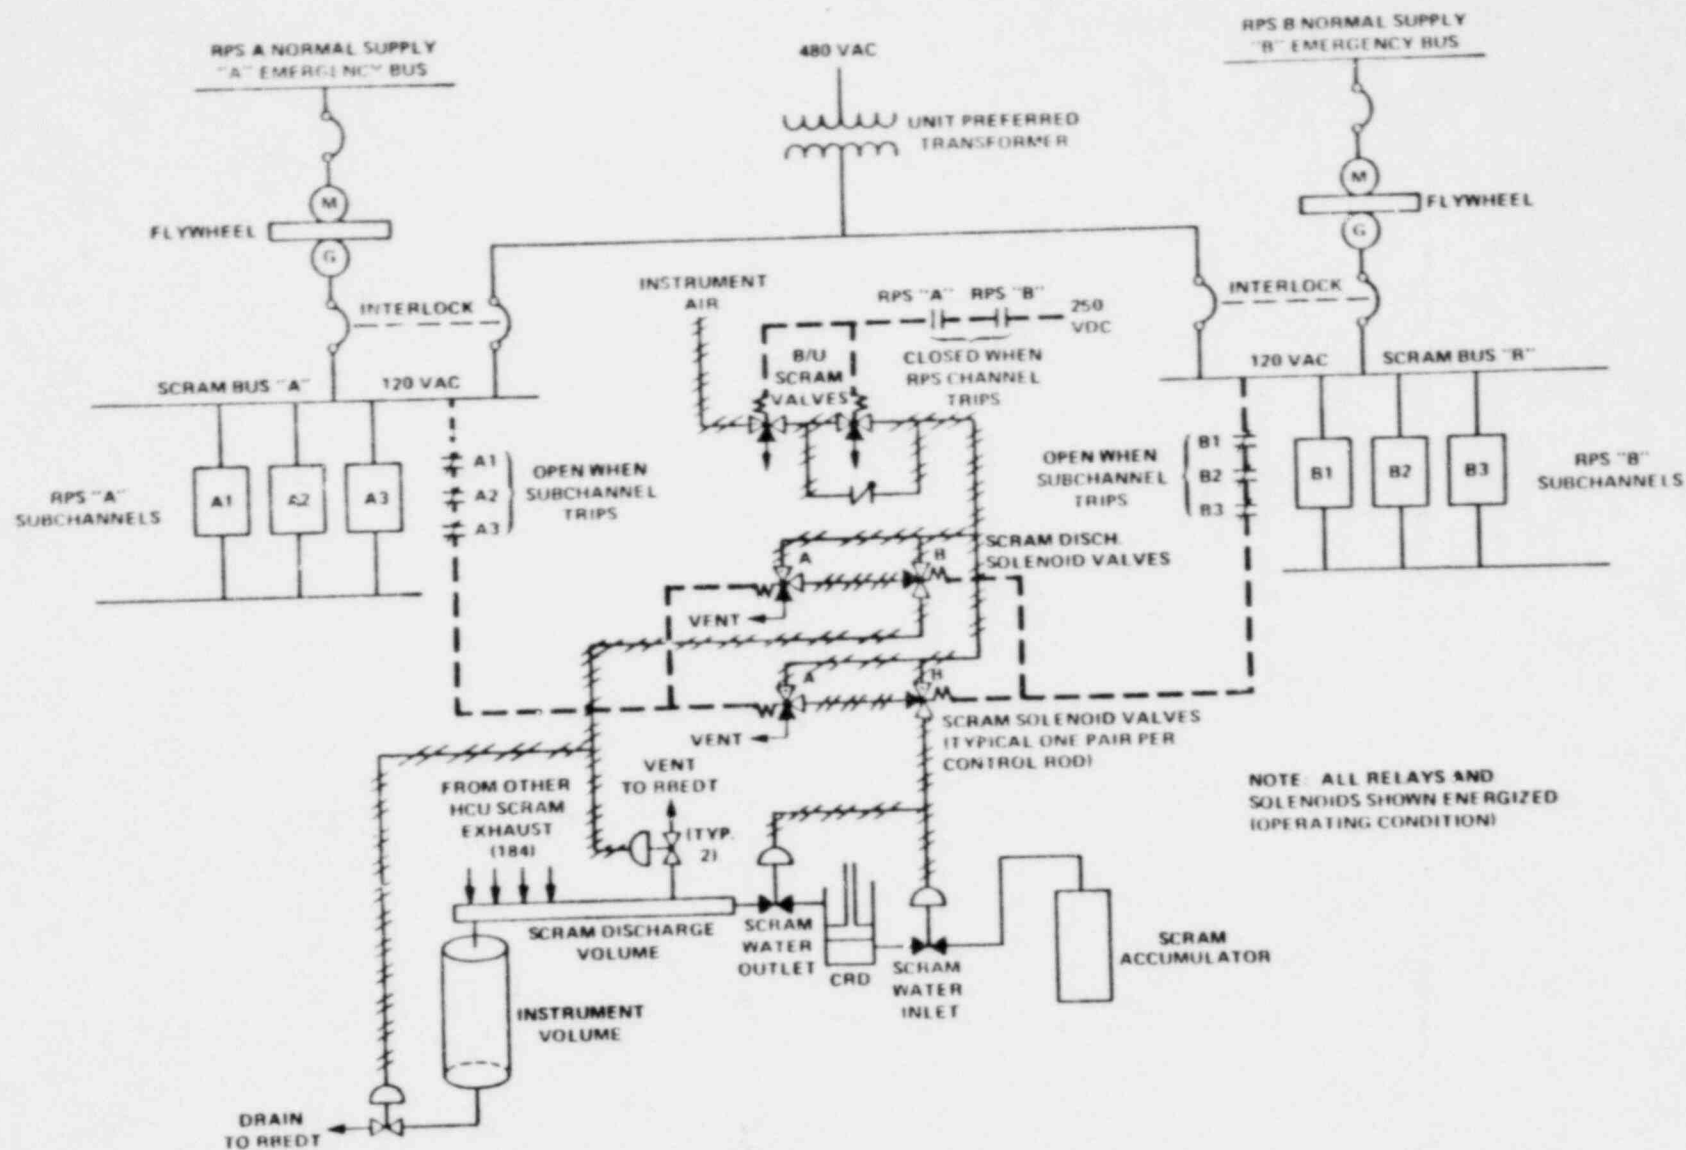 RPS A NORMAL SUPPLY
"A" EMERGENCY BUS
480 VAC
RPS B NORMAL SUPPLY
"B" EMERGENCY BUS
UNIT PREFERRED
TRANSFORMER
M
FLYWHEEL
G
M
FLYWHEEL
G
INTERLOCK
INSTRUMENT
AIR
RPS "A" RPS "B"
250
VDC
INTERLOCK
B/U
SCRAM
VALVES
CLOSED WHEN
RPS CHANNEL
TRIPS
SCRAM BUS "A"
120 VAC
120 VAC
SCRAM BUS "B"
RPS "A"
SUBCHANNELS
A1
A2
A3
A1
A2
A3
OPEN WHEN
SUBCHANNEL
TRIPS
OPEN WHEN
SUBCHANNEL
TRIPS
B1
B2
B3
B1
B2
B3
RPS "B"
SUBCHANNELS
A
B
SCRAM DISCH.
SOLENOID VALVES
VENT
A
B
VENT
SCRAM SOLENOID VALVES
(TYPICAL ONE PAIR PER
CONTROL ROD)
FROM OTHER
HCU SCRAM
EXHAUST
(184)
VENT
TO RBEDT
(TYP.
2)
NOTE: ALL RELAYS AND
SOLENOIDS SHOWN ENERGIZED
(OPERATING CONDITION)
SCRAM DISCHARGE
VOLUME
SCRAM
WATER
OUTLET
CRD
SCRAM
WATER
INLET
SCRAM
ACCUMULATOR
INSTRUMENT
VOLUME
DRAIN
TO RBEDT